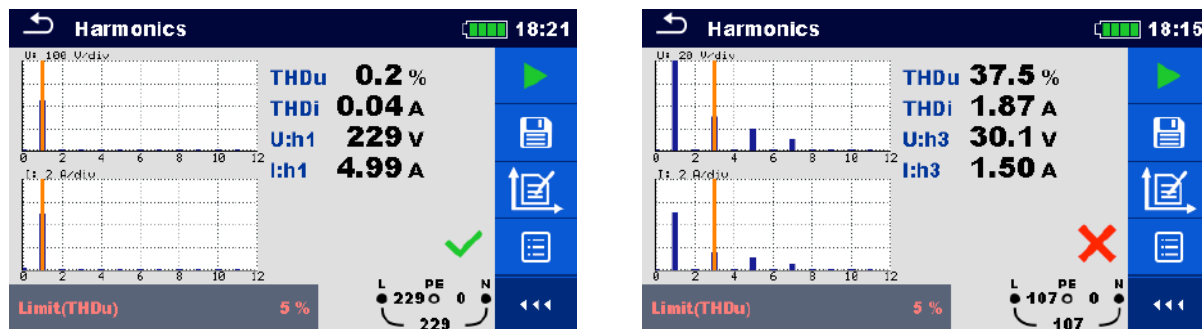 Harmonics 18:21
U: 100 V/div
THDu 0.2 %
THDi 0.04 A
U:h1 229 V
I:h1 4.99 A
0 2 4 6 8 10 12
I: 2 A/div
0 2 4 6 8 10 12
Limit(THDu) 5 %
L PE N
229 0
229
Harmonics 18:15
U: 20 V/div
THDu 37.5 %
THDi 1.87 A
U:h3 30.1 V
I:h3 1.50 A
0 2 4 6 8 10 12
I: 2 A/div
0 2 4 6 8 10 12
Limit(THDu) 5 %
L PE N
107 0
107